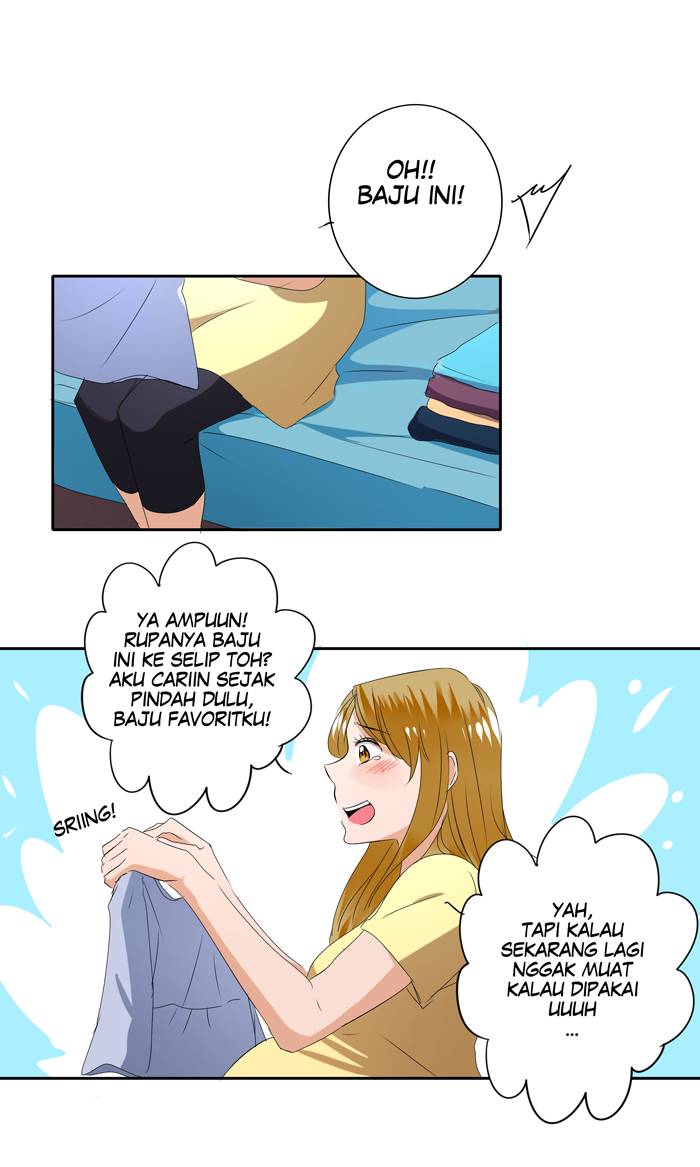 OH!!
BAJU INI!
YA AMPUUN!
RUPANYA BAJU
INI KE SELIP TOH?
AKU CARIIN SEJAK
PINDAH DULU,
BAJU FAVORITKU!
SRIING!
YAH,
TAPI KALAU
SEKARANG LAGI
NGGAK MUAT
KALAU DIPAKAI
UUUH
...